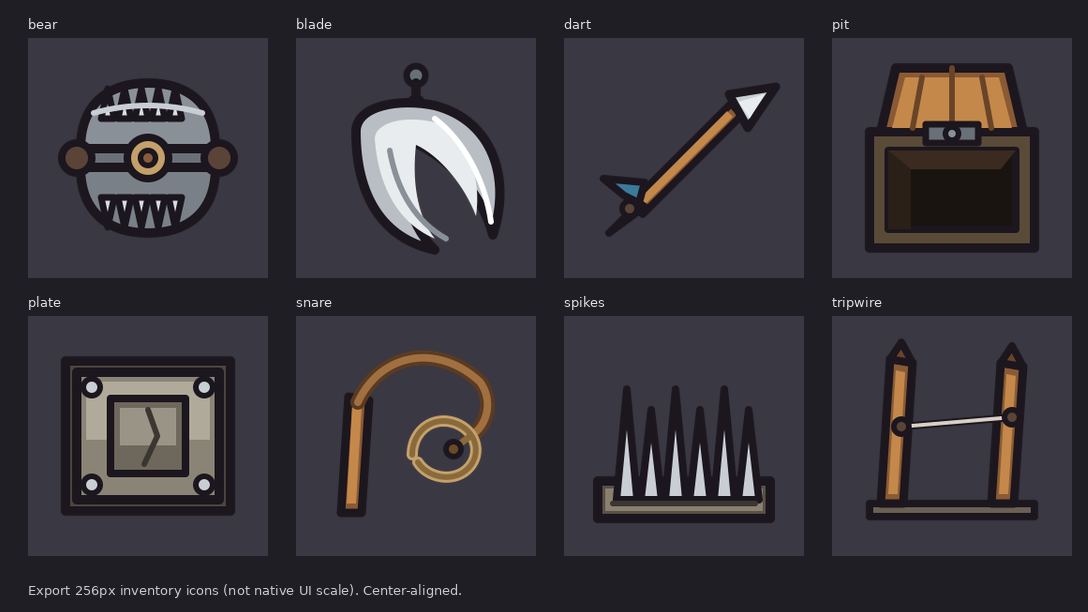 bear
blade
dart
pit
plate
snare
spikes
tripwire
Export 256px inventory icons (not native UI scale). Center-aligned.